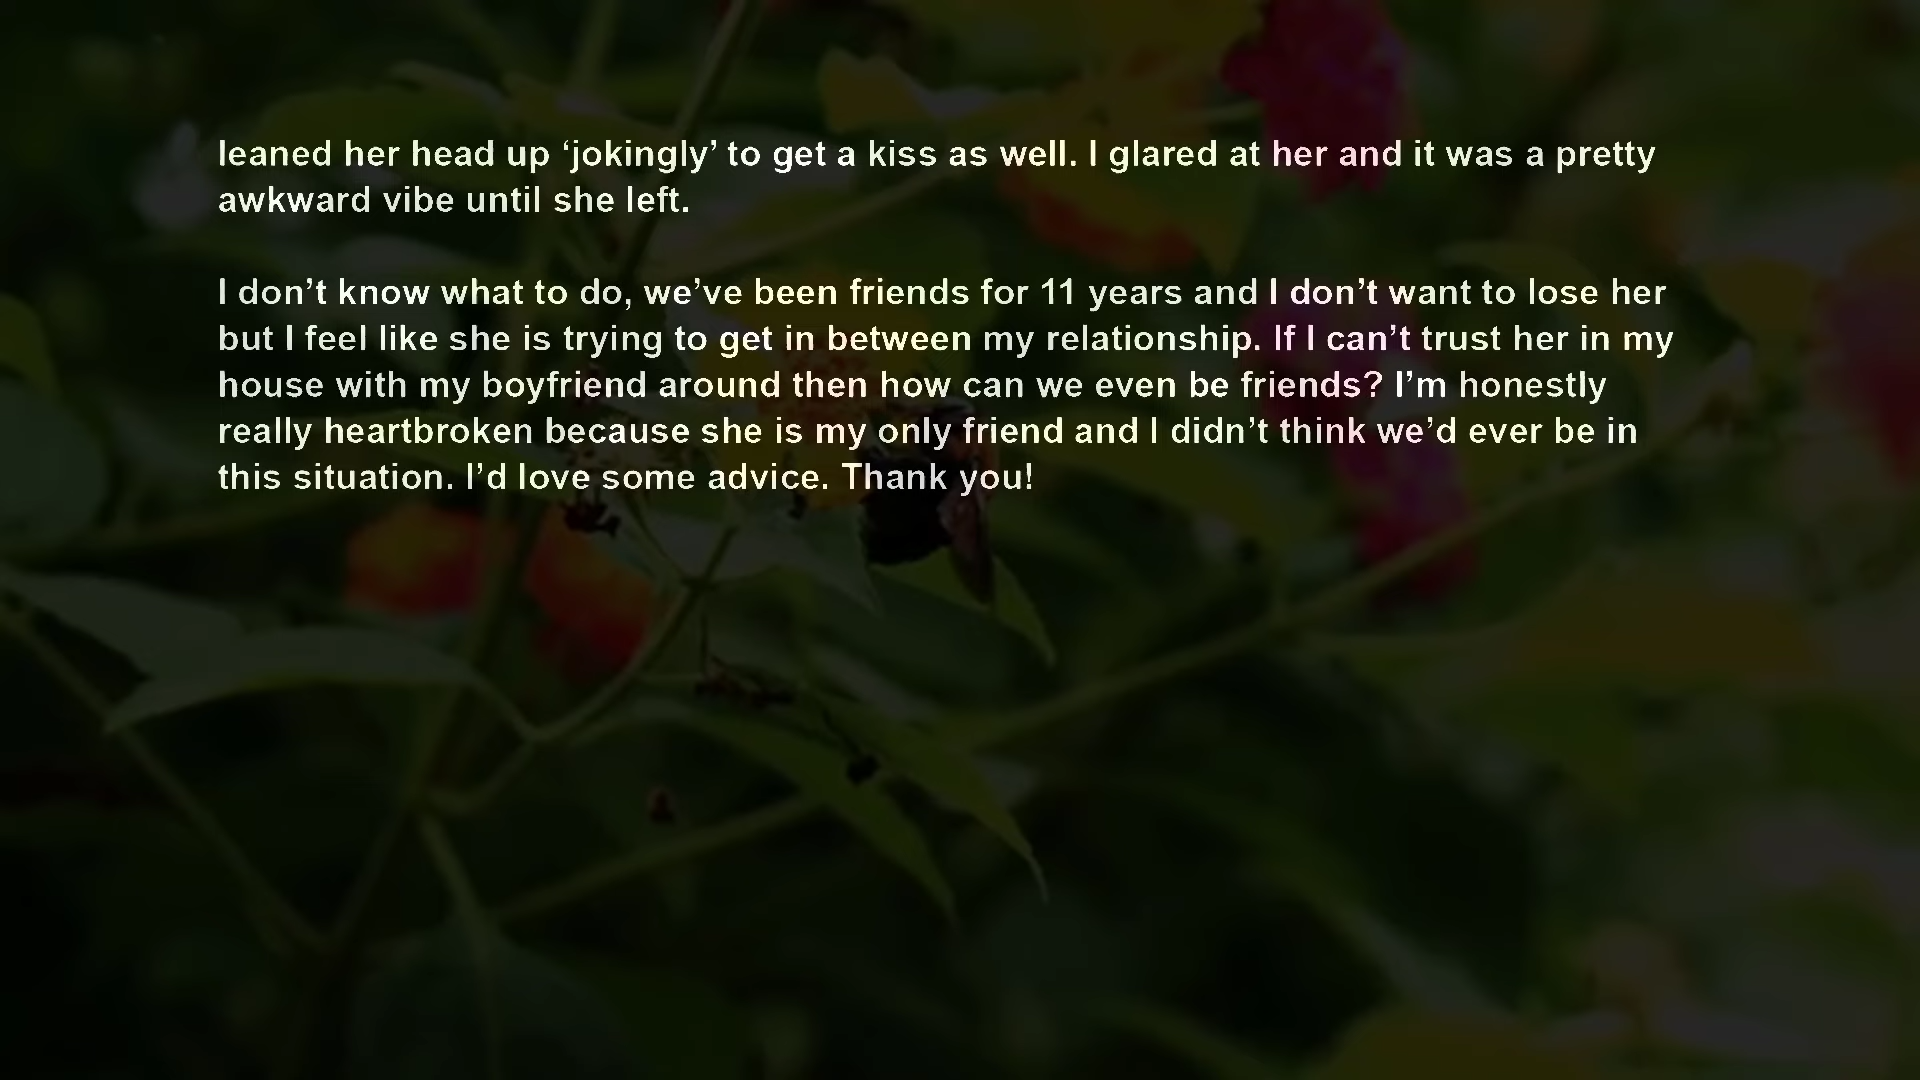 leaned her head up ‘jokingly’ to get a kiss as well. I glared at her and it was a pretty
awkward vibe until she left.
I don’t know what to do, we’ve been friends for 11 years and I don’t want to lose her
but I feel like she is trying to get in between my relationship. If I can’t trust her in my
house with my boyfriend around then how can we even be friends? I’m honestly
really heartbroken because she is my only friend and I didn’t think we’d ever be in
this situation. I’d love some advice. Thank you!